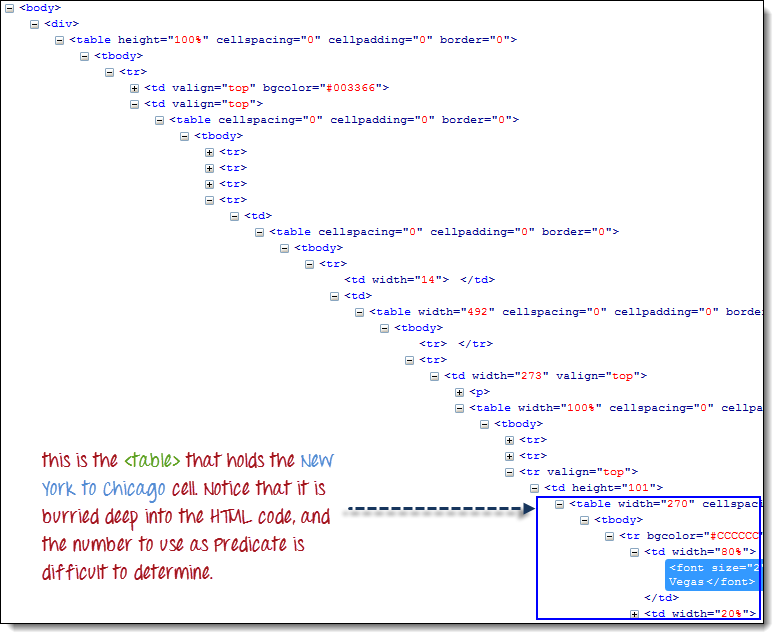 <body>
<div>
<table height="100%" cellspacing="0" cellpadding="0" border="0">
<tbody>
<tr>
<td valign="top" bgcolor="#003366">
<td valign="top">
<table cellspacing="0" cellpadding="0" border="0">
<tbody>
<tr>
<tr>
<tr>
<tr>
<td>
<table cellspacing="0" cellpadding="0" border="0">
<tbody>
<tr>
<td width="14"> </td>
<td>
<table width="492" cellspacing="0" cellpadding="0" borde
<tbody>
<tr> </tr>
<tr>
<td width="273" valign="top">
<p>
<table width="100%" cellspacing="0" cellpa
<tbody>
<tr>
<tr>
<tr valign="top">
<td height="101">
<table width="270" cellspaci
<tbody>
<tr bgcolor="#CCCCCC"
<td width="80%">
<font size="2
Vegas</font>
</td>
<td width="20%">
this is the <table> that holds the New
York to Chicago cell. Notice that it is
burried deep into the HTML code, and
the number to use as Predicate is
difficult to determine.